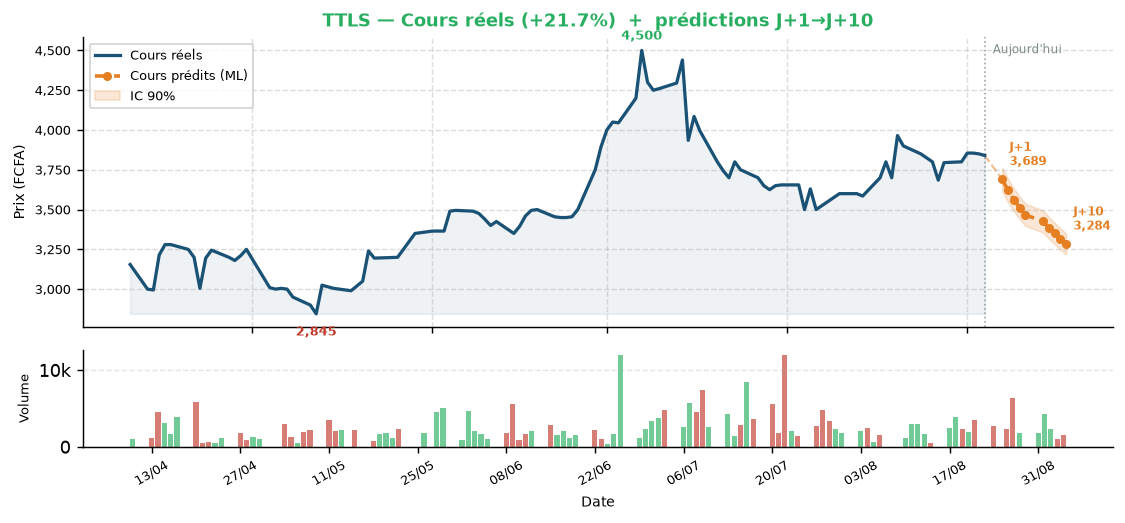 TTLS — Cours réels (+21.7%) + prédictions J+1→J+10
4,500
Cours réels
Cours prédits (ML)
IC 90%
Aujourd'hui
4,500
4,250
4,000
3,750
3,500
3,250
3,000
Prix (FCFA)
J+1
3,689
J+10
3,284
2,845
10k
0
Volume
13/04
27/04
11/05
25/05
08/06
22/06
06/07
20/07
03/08
17/08
31/08
Date